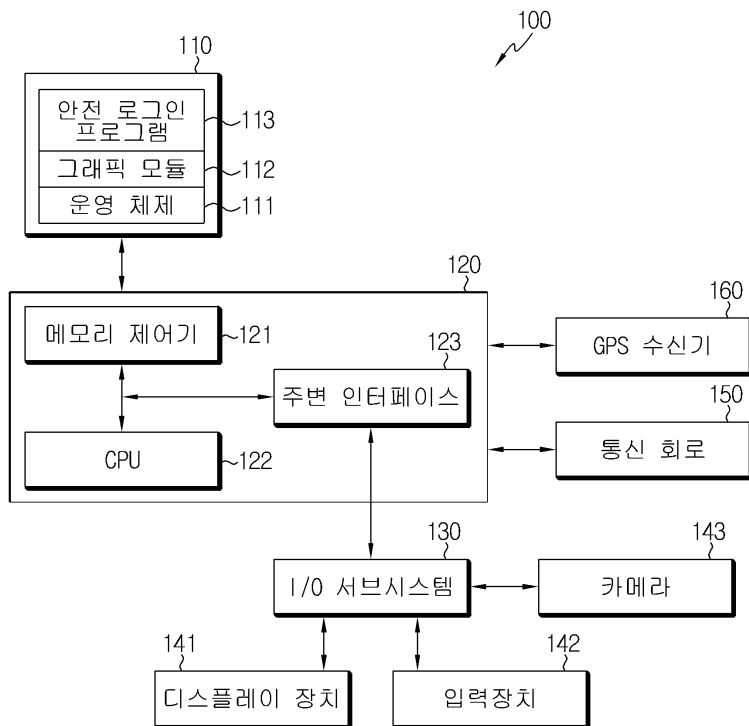 100
110
안전 로그인
프로그램
113
그래픽 모듈
112
운영 체제
111
120
메모리 제어기
121
160
GPS 수신기
123
주변 인터페이스
150
통신 회로
CPU
122
130
I/O 서브시스템
143
카메라
141
디스플레이 장치
142
입력장치